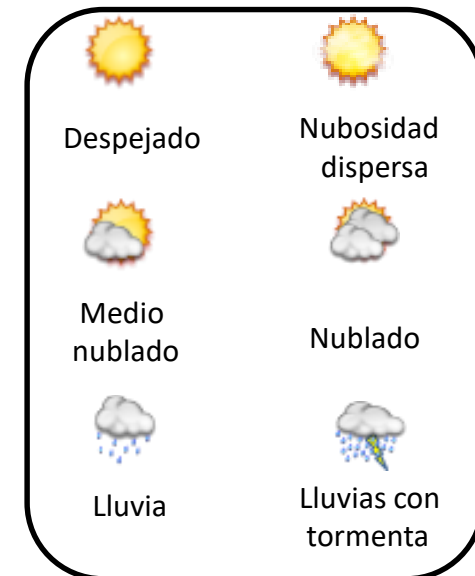 Despejado
Nubosidad
dispersa
Medio
nublado
Nublado
Lluvia
Lluvias con
tormenta